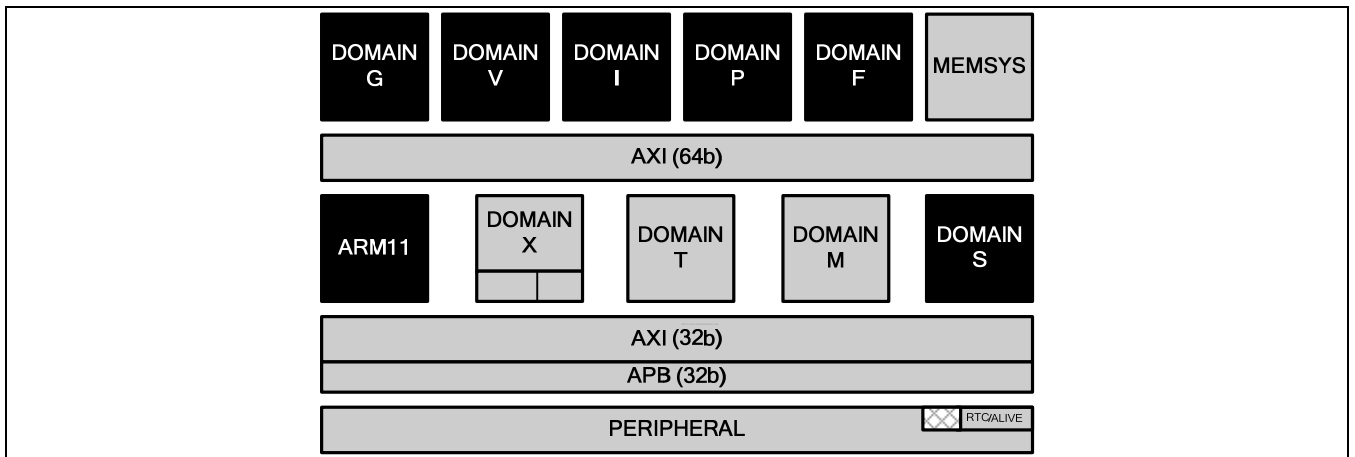 DOMAIN
G
DOMAIN
V
DOMAIN
I
DOMAIN
P
DOMAIN
F
MEMSYS
AXI (64b)
ARM11
DOMAIN
X
DOMAIN
T
DOMAIN
M
DOMAIN
S
AXI (32b)
APB (32b)
PERIPHERAL
RTC/ALIVE